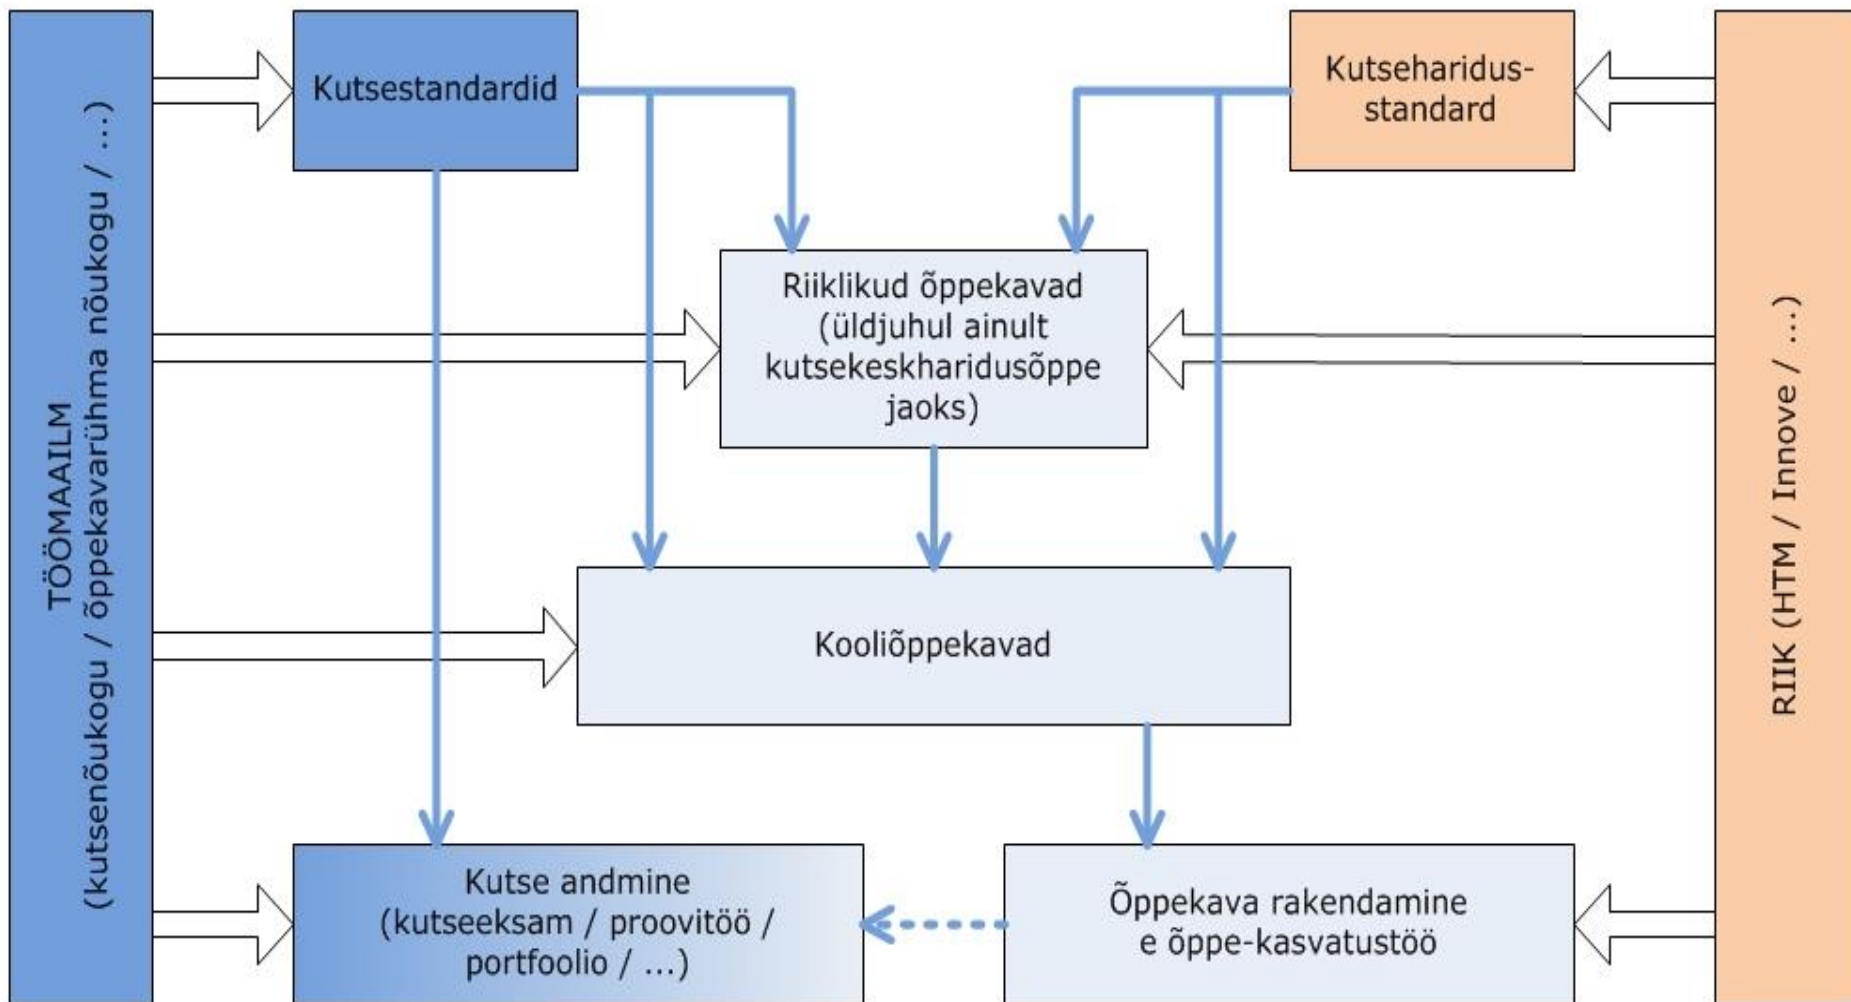 TÖÖMAAILM
(kutsenõukogu / õppekavarühma nõukogu / ...)
Kutsestandardid
Kutseharidus-
standard
Riiklikud õppekavad
(üldjuhul ainult
kutsekeskharidusõppe
jaoks)
Kooliõppekavad
Kutse andmine
(kutseeksam / proovitöö /
portfoolio / ...)
Õppekava rakendamine
e õppe-kasvatustöö
RIIK (HTM / Innove / ...)